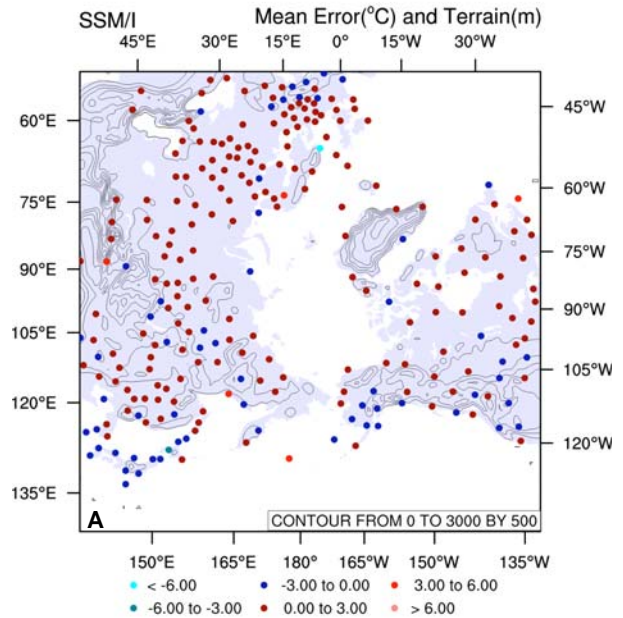 SSM/I Mean Error(°C) and Terrain(m)
45°E 30°E 15°E 0° 15°W 30°W
60°E 45°W
75°E 60°W
90°E 75°W
105°E 90°W
120°E 105°W
135°E 120°W
A CONTOUR FROM 0 TO 3000 BY 500
150°E 165°E 180° 165°W 150°W 135°W
< -6.00 -3.00 to 0.00 3.00 to 6.00
-6.00 to -3.00 0.00 to 3.00 > 6.00